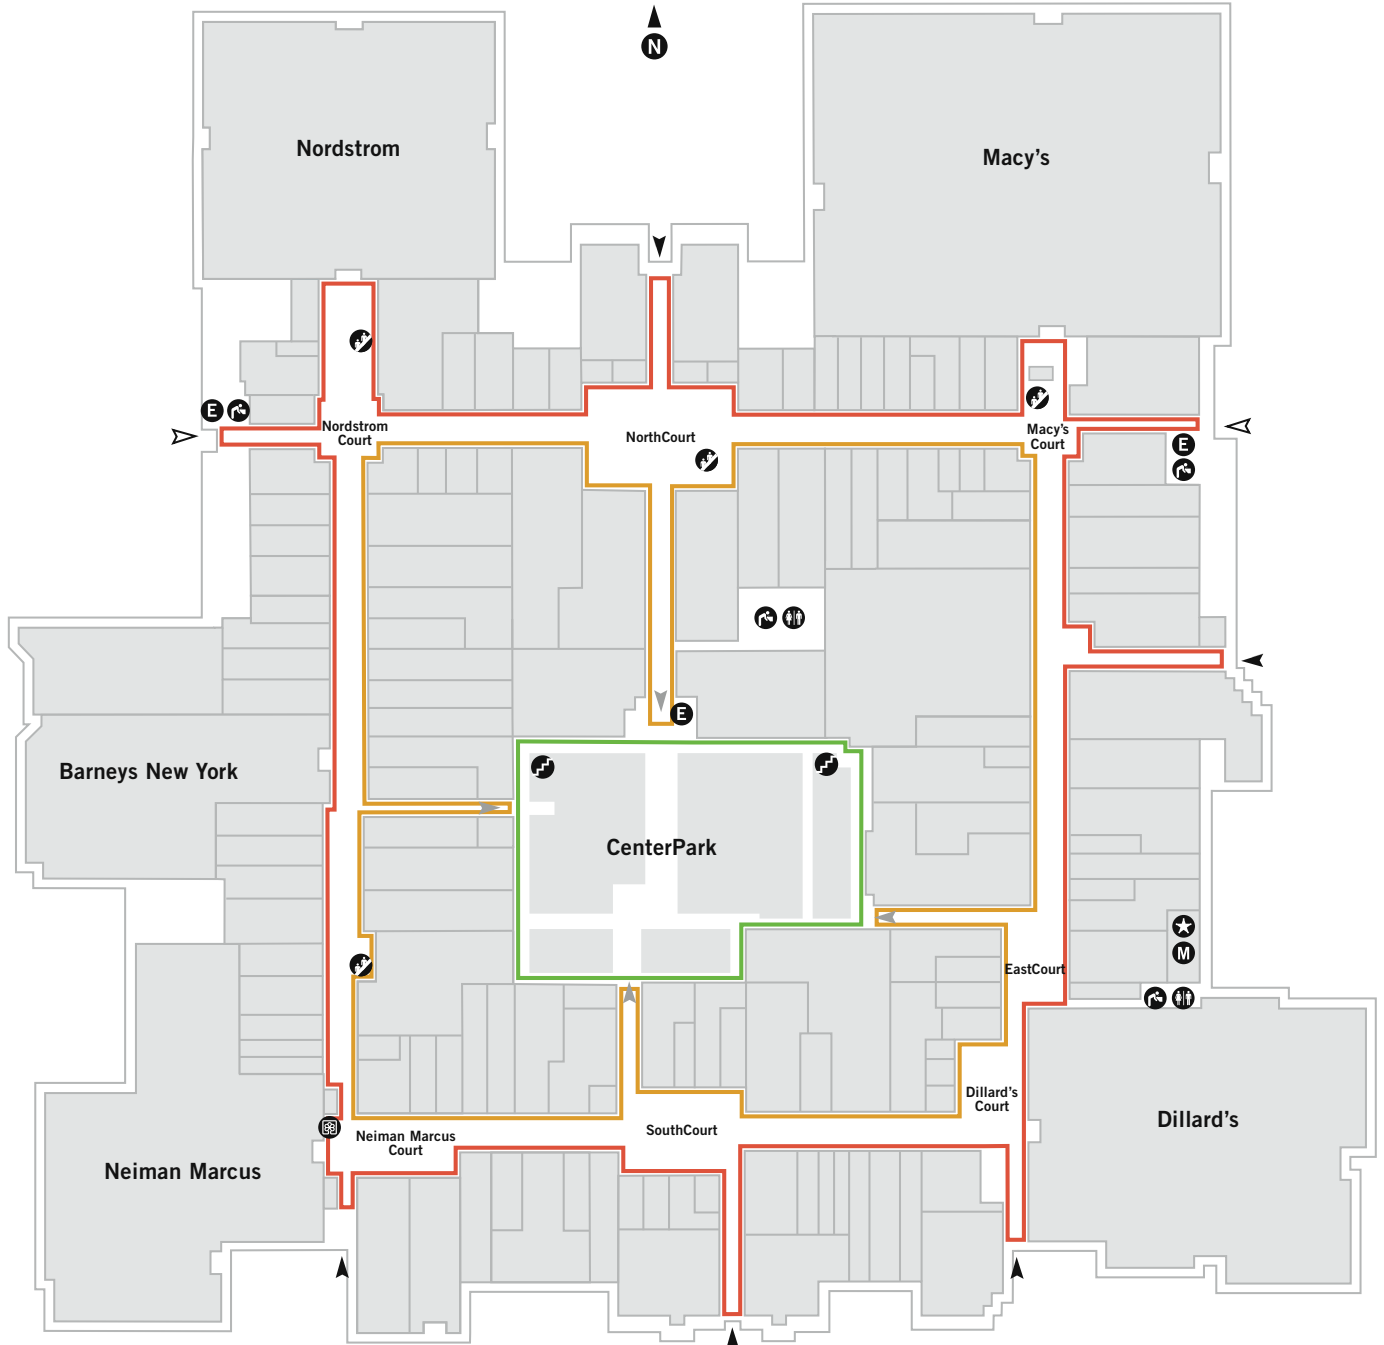 N
Nordstrom
Macy's
E
Nordstrom
Court
NorthCourt
Macy's
Court
E
E
Barneys New York
CenterPark
M
EastCourt
Dillard's
Court
Dillard's
SouthCourt
Neiman Marcus
Court
Neiman Marcus